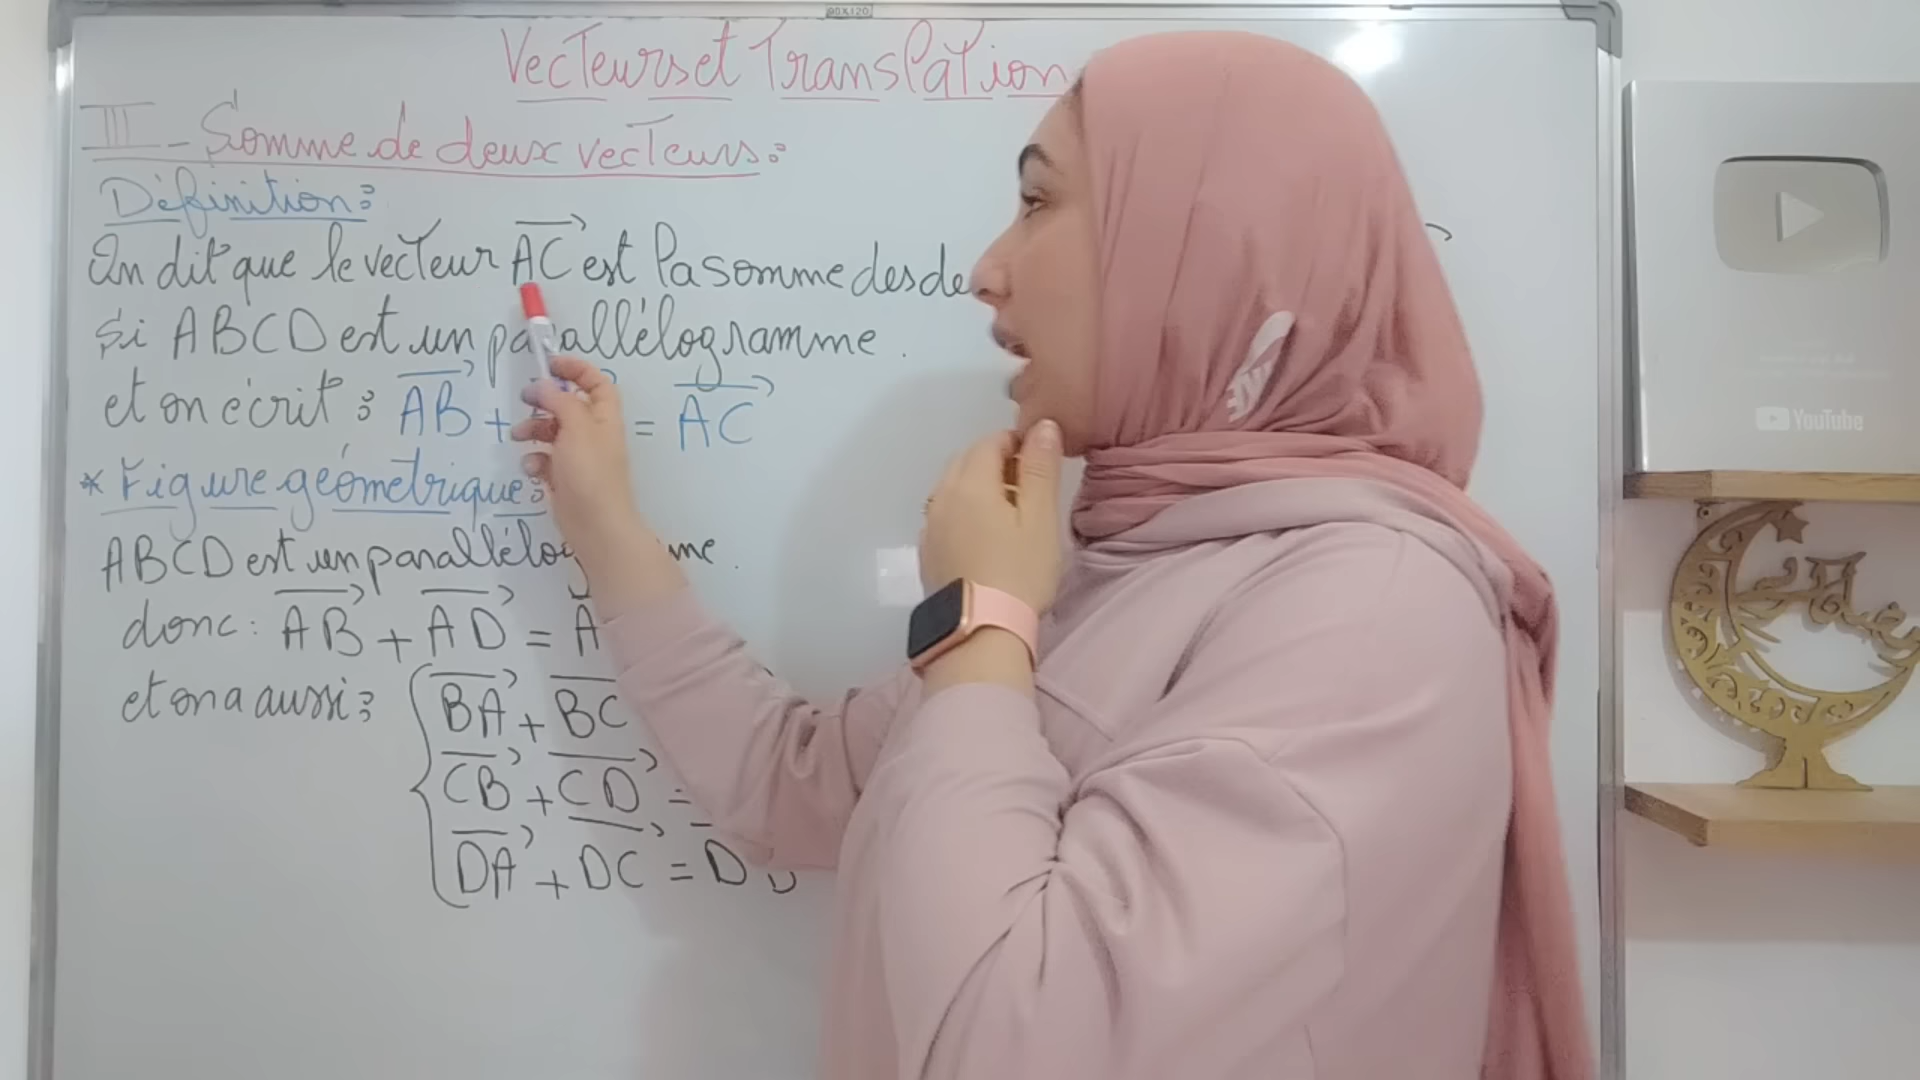 90X120
Vecteurs et Translation
III - Somme de deux vecteurs:
Définition:
On dit que le vecteur AC est la somme des de
si ABCD est un parallélogramme.
et on écrit: AB + = AC
* Figure géométrique:
ABCD est un parallélo me.
donc: AB + AD = A
et on a aussi: BA + BC
CB + CD =
DA + DC = D
YouTube